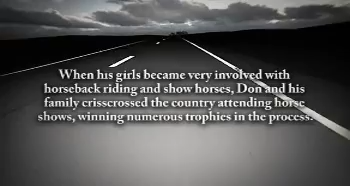 When his girls became very involved with
horseback riding and show horses, Don and his
family crisscrossed the country attending horse
shows, winning numerous trophies in the process.